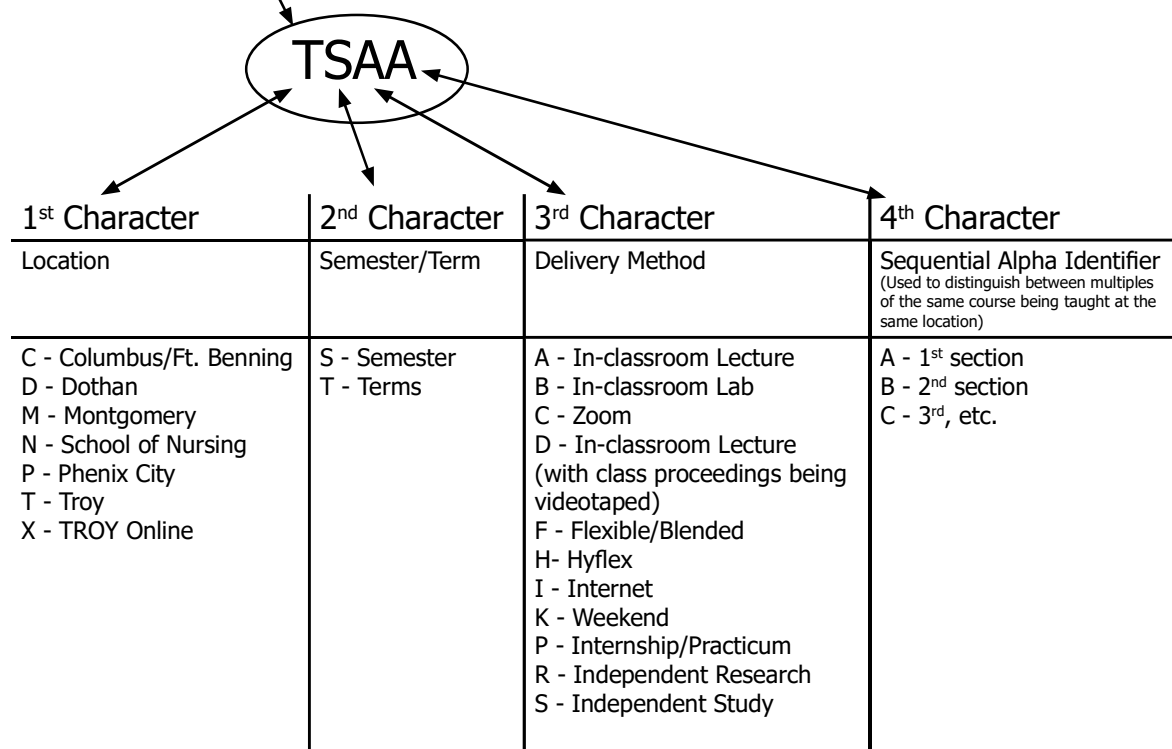 TSAA
1st Character
2nd Character
3rd Character
4th Character
Location
Semester/Term
Delivery Method
Sequential Alpha Identifier
(Used to distinguish between multiples
of the same course being taught at the
same location)
C - Columbus/Ft. Benning
D - Dothan
M - Montgomery
N - School of Nursing
P - Phenix City
T - Troy
X - TROY Online
S - Semester
T - Terms
A - In-classroom Lecture
B - In-classroom Lab
C - Zoom
D - In-classroom Lecture
(with class proceedings being
videotaped)
F - Flexible/Blended
H- Hyflex
I - Internet
K - Weekend
P - Internship/Practicum
R - Independent Research
S - Independent Study
A - 1st section
B - 2nd section
C - 3rd, etc.